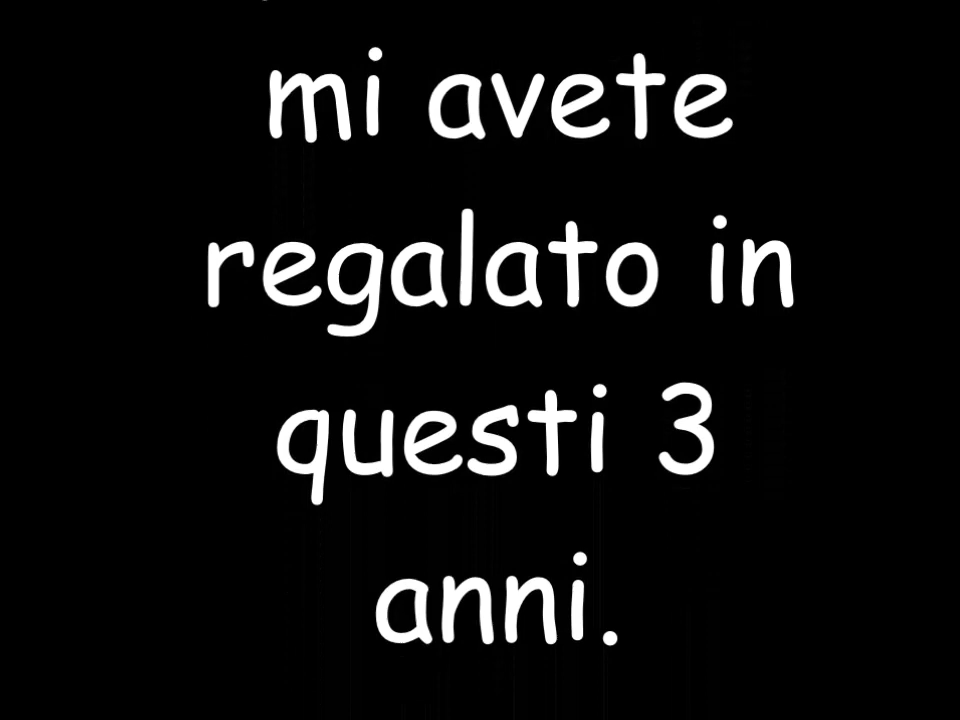 mi avete
regalato in
questi 3
anni.